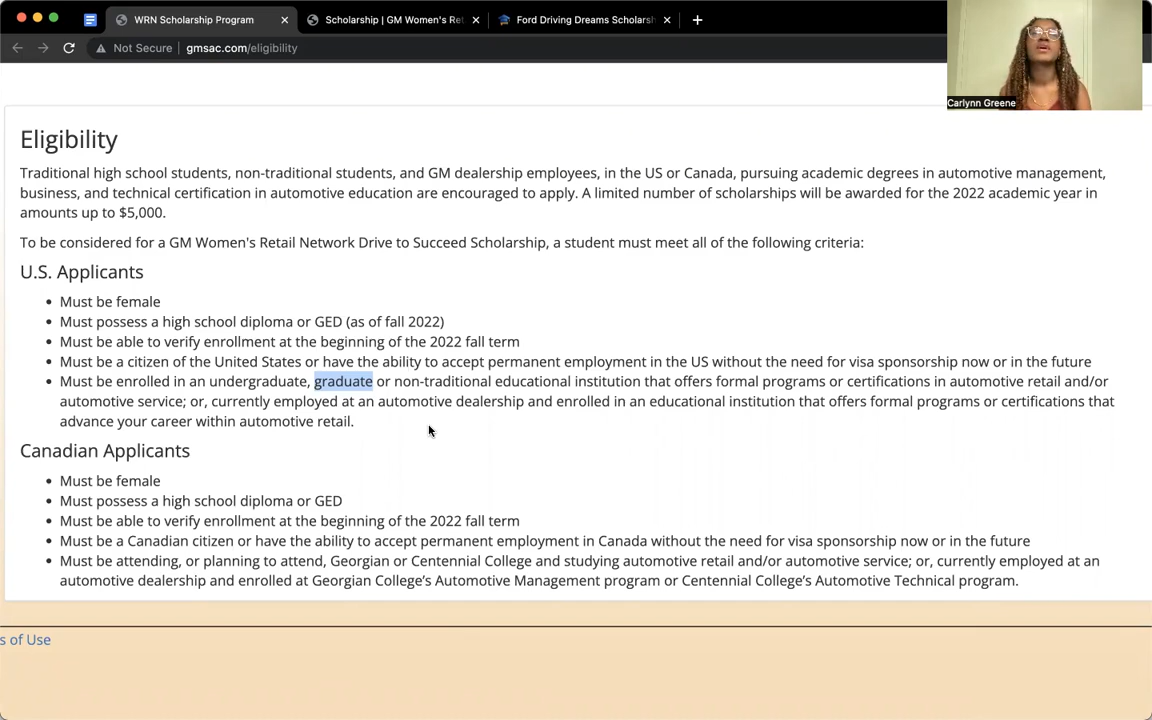 WRN Scholarship Program
Scholarship | GM Women's Ret
Ford Driving Dreams Scholarsh
Not Secure | gmsac.com/eligibility
Carlynn Greene
Eligibility
Traditional high school students, non-traditional students, and GM dealership employees, in the US or Canada, pursuing academic degrees in automotive management,
business, and technical certification in automotive education are encouraged to apply. A limited number of scholarships will be awarded for the 2022 academic year in
amounts up to $5,000.
To be considered for a GM Women's Retail Network Drive to Succeed Scholarship, a student must meet all of the following criteria:
U.S. Applicants
• Must be female
• Must possess a high school diploma or GED (as of fall 2022)
• Must be able to verify enrollment at the beginning of the 2022 fall term
• Must be a citizen of the United States or have the ability to accept permanent employment in the US without the need for visa sponsorship now or in the future
• Must be enrolled in an undergraduate, graduate or non-traditional educational institution that offers formal programs or certifications in automotive retail and/or
automotive service; or, currently employed at an automotive dealership and enrolled in an educational institution that offers formal programs or certifications that
advance your career within automotive retail.
Canadian Applicants
• Must be female
• Must possess a high school diploma or GED
• Must be able to verify enrollment at the beginning of the 2022 fall term
• Must be a Canadian citizen or have the ability to accept permanent employment in Canada without the need for visa sponsorship now or in the future
• Must be attending, or planning to attend, Georgian or Centennial College and studying automotive retail and/or automotive service; or, currently employed at an
automotive dealership and enrolled at Georgian College's Automotive Management program or Centennial College's Automotive Technical program.
s of Use